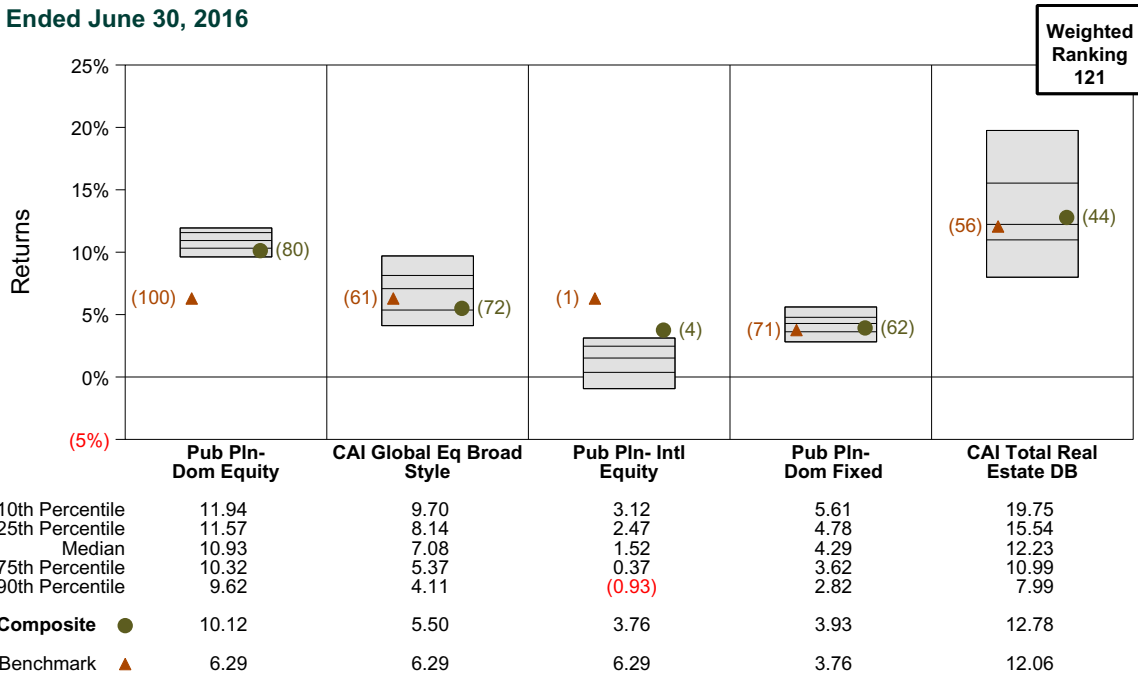 Ended June 30, 2016
Weighted
Ranking
121
Returns
25%
20%
15%
10%
5%
0%
(5%)
(100) (80)
(61) (72)
(1) (4)
(71) (62)
(56) (44)
Pub Pln-
Dom Equity
CAI Global Eq Broad
Style
Pub Pln- Intl
Equity
Pub Pln-
Dom Fixed
CAI Total Real
Estate DB
10th Percentile 11.94 9.70 3.12 5.61 19.75
25th Percentile 11.57 8.14 2.47 4.78 15.54
Median 10.93 7.08 1.52 4.29 12.23
75th Percentile 10.32 5.37 0.37 3.62 10.99
90th Percentile 9.62 4.11 (0.93) 2.82 7.99
Composite 10.12 5.50 3.76 3.93 12.78
Benchmark 6.29 6.29 6.29 3.76 12.06